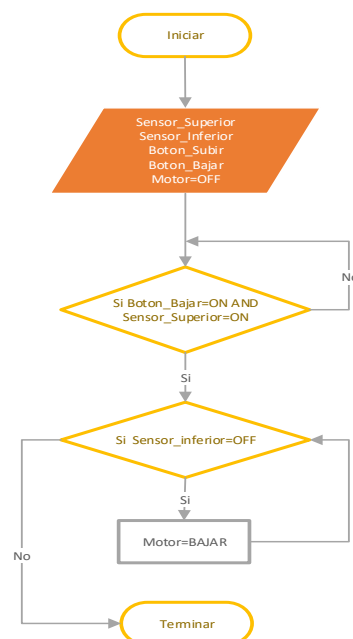 Iniciar
Sensor_Superior
Sensor_Inferior
Boton_Subir
Boton_Bajar
Motor=OFF
Si Boton_Bajar=ON AND
Sensor_Superior=ON
No
Si
Si Sensor_inferior=OFF
Si
Motor=BAJAR
No
Terminar